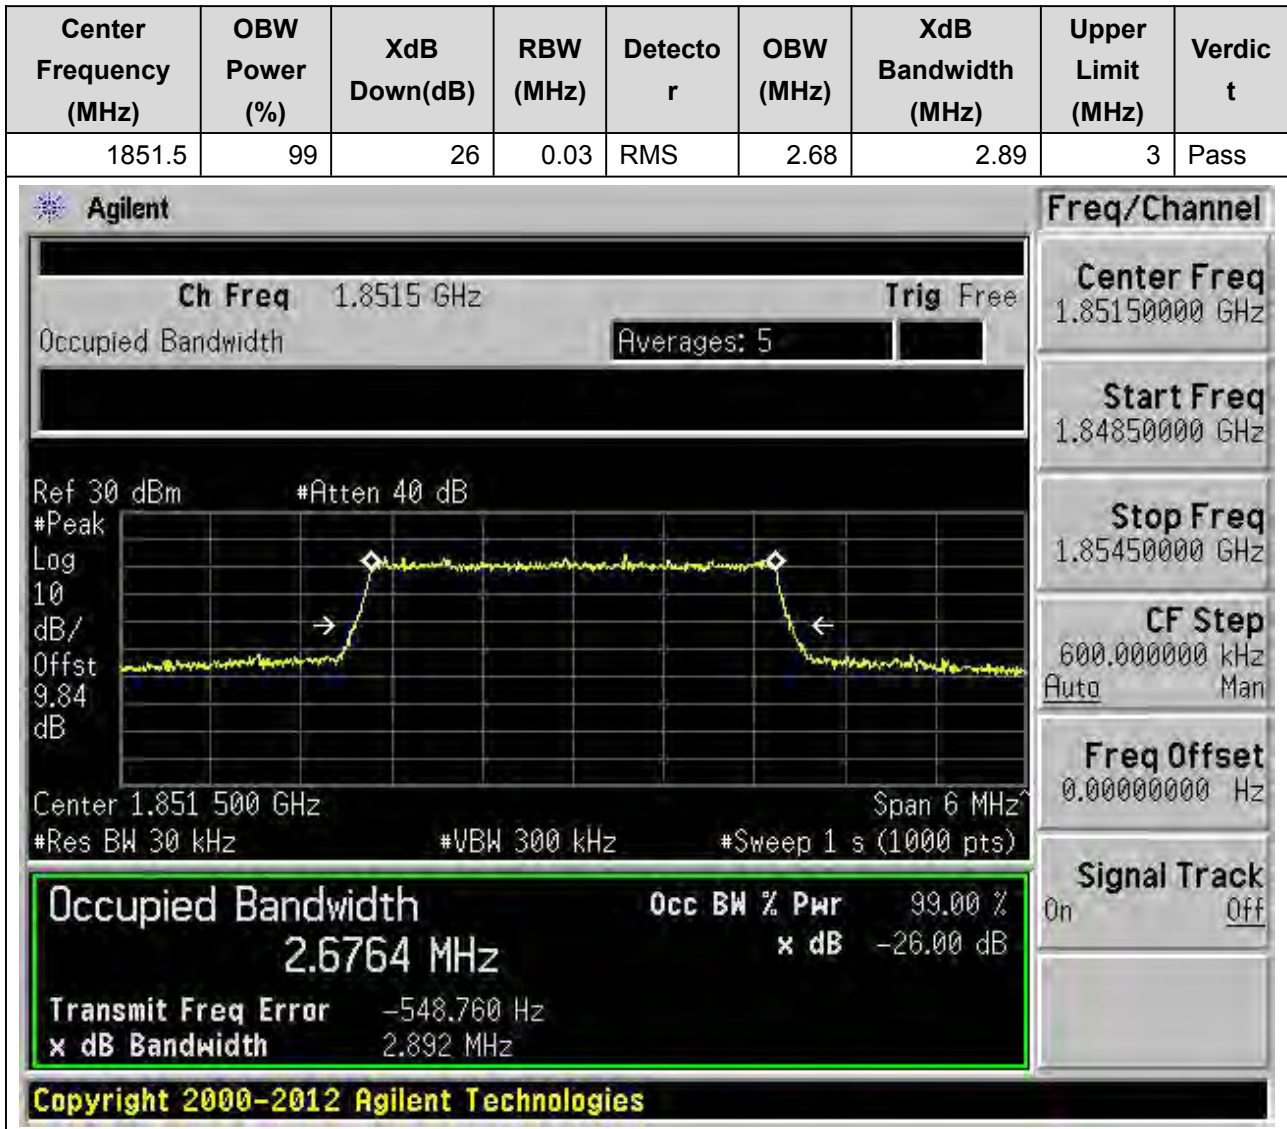 Center Frequency (MHz) OBW Power (%) XdB Down(dB) RBW (MHz) Detecto r OBW (MHz) XdB Bandwidth (MHz) Upper Limit (MHz) Verdic t
1851.5 99 26 0.03 RMS 2.68 2.89 3 Pass
Agilent
Freq/Channel
Ch Freq 1.8515 GHz Trig Free
Occupied Bandwidth Averages: 5
Center Freq
1.85150000 GHz
Start Freq
1.84850000 GHz
Stop Freq
1.85450000 GHz
CF Step
600.000000 kHz
Auto Man
Freq Offset
0.00000000 Hz
Signal Track
On Off
Ref 30 dBm #Atten 40 dB
#Peak
Log
10
dB/
Offst
9.84
dB
Center 1.851 500 GHz Span 6 MHz^
#Res BW 30 kHz #VBW 300 kHz #Sweep 1 s (1000 pts)
Occupied Bandwidth Occ BW % Pwr 99.00 %
2.6764 MHz x dB -26.00 dB
Transmit Freq Error -548.760 Hz
x dB Bandwidth 2.892 MHz
Copyright 2000-2012 Agilent Technologies